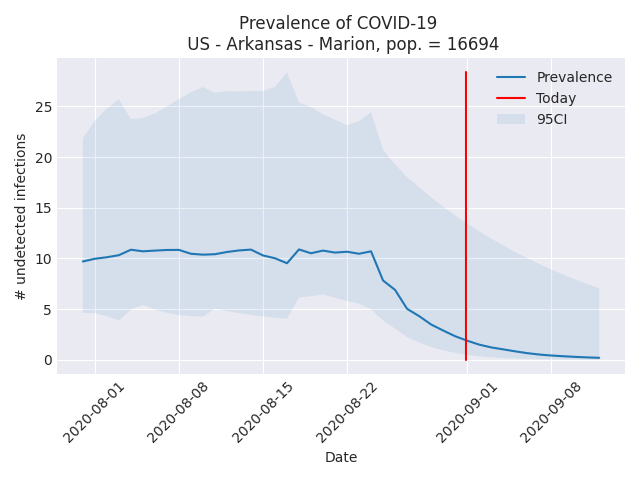 Prevalence of COVID-19
US - Arkansas - Marion, pop. = 16694
Prevalence
Today
95CI
# undetected infections
25
20
15
10
5
0
2020-08-01
2020-08-08
2020-08-15
2020-08-22
2020-09-01
2020-09-08
Date